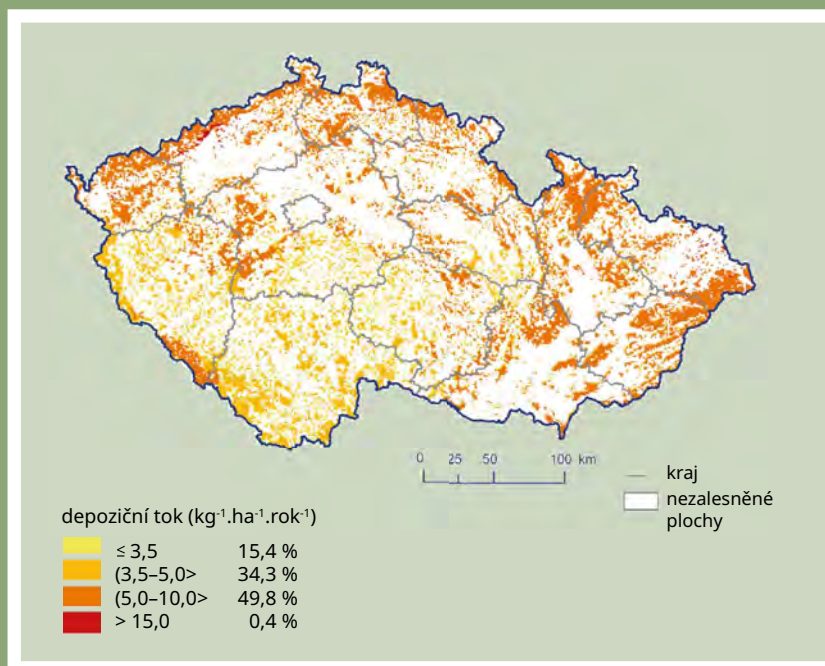 0 25 50 100 km
kraj
nezalesněné
plochy
depoziční tok (kg⁻¹.ha⁻¹.rok⁻¹)
≤ 3,5 15,4 %
(3,5–5,0> 34,3 %
(5,0–10,0> 49,8 %
> 15,0 0,4 %